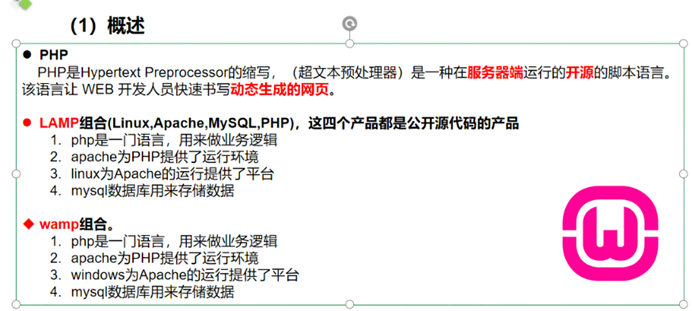 （1）概述
● PHP
PHP是Hypertext Preprocessor的缩写，（超文本预处理器）是一种在服务器端运行的开源的脚本语言。
该语言让 WEB 开发人员快速书写动态生成的网页。
● LAMP组合(Linux,Apache,MySQL,PHP)，这四个产品都是公开源代码的产品
1. php是一门语言，用来做业务逻辑
2. apache为PHP提供了运行环境
3. linux为Apache的运行提供了平台
4. mysql数据库用来存储数据
◆ wamp组合。
1. php是一门语言，用来做业务逻辑
2. apache为PHP提供了运行环境
3. windows为Apache的运行提供了平台
4. mysql数据库用来存储数据
W